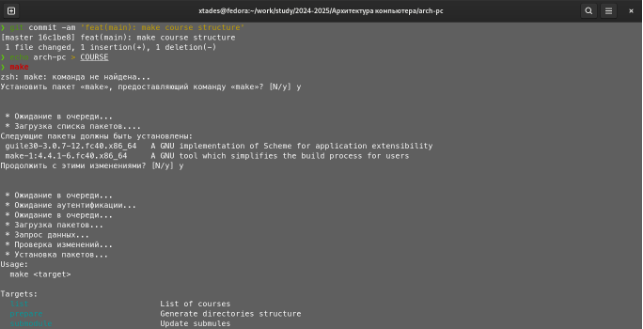 xtades@fedora:~/work/study/2024-2025/Архитектура компьютера/arch-pc
❯ git commit -am 'feat(main): make course structure'
[master 16c1be8] feat(main): make course structure
 1 file changed, 1 insertion(+), 1 deletion(-)
❯ echo arch-pc > COURSE
❯ make
zsh: make: команда не найдена...
Установить пакет «make», предоставляющий команду «make»? [N/y] y
 * Ожидание в очереди...
 * Загрузка списка пакетов....
Следующие пакеты должны быть установлены:
 guile30-3.0.7-12.fc40.x86_64 A GNU implementation of Scheme for application extensibility
 make-1:4.4.1-6.fc40.x86_64 A GNU tool which simplifies the build process for users
Продолжить с этими изменениями? [N/y] y
 * Ожидание в очереди...
 * Ожидание аутентификации...
 * Ожидание в очереди...
 * Загрузка пакетов...
 * Запрос данных...
 * Проверка изменений...
 * Установка пакетов...
Usage:
 make <target>
Targets:
 list List of courses
 prepare Generate directories structure
 submodule Update submules